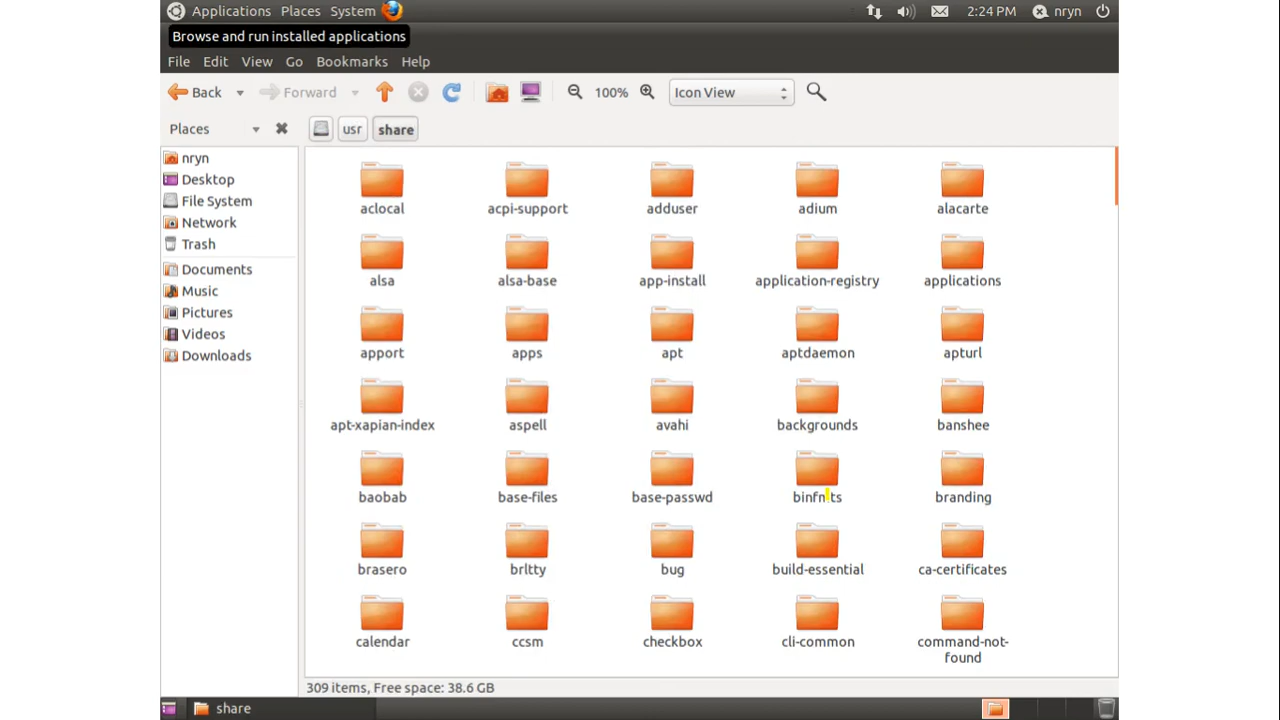 Applications Places System 2:24 PM nryn
Browse and run installed applications
File Edit View Go Bookmarks Help
Back Forward 100% Icon View
Places usr share
nryn
Desktop
File System
Network
Trash
Documents
Music
Pictures
Videos
Downloads
aclocal acpi-support adduser adium alacarte
alsa alsa-base app-install application-registry applications
apport apps apt aptdaemon apturl
apt-xapian-index aspell avahi backgrounds banshee
baobab base-files base-passwd branding
brasero brltty bug build-essential ca-certificates
calendar ccsm checkbox cli-common command-not-
found
309 items, Free space: 38.6 GB
share